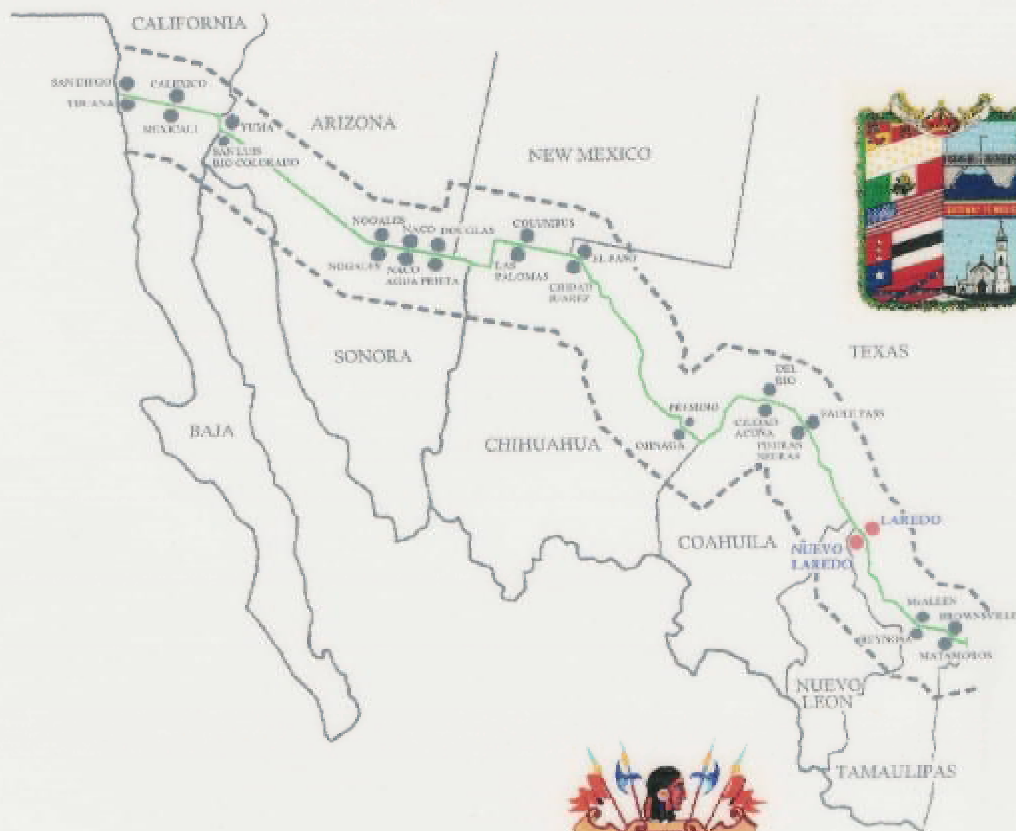 CALIFORNIA
SAN DIEGO
CALEXICO
TIJUANA
MEXICALI
YUMA
SAN LUIS
RIO COLORADO
ARIZONA
NEW MEXICO
NOGALES
NACO
DOUGLAS
COLUMBUS
NOGALES
NACO
AGUA PRIETA
LAS
PALOMAS
EL PASO
CIUDAD
JUAREZ
SONORA
TEXAS
DEL
RIO
BAJA
CHIHUAHUA
PRESIDIO
OJINAGA
CIUDAD
ACUÑA
EAGLE PASS
PIEDRAS
NEGRAS
COAHUILA
LAREDO
NUEVO
LAREDO
McALLEN
BROWNSVILLE
REYNOSA
MATAMOROS
NUEVO
LEON
TAMAULIPAS